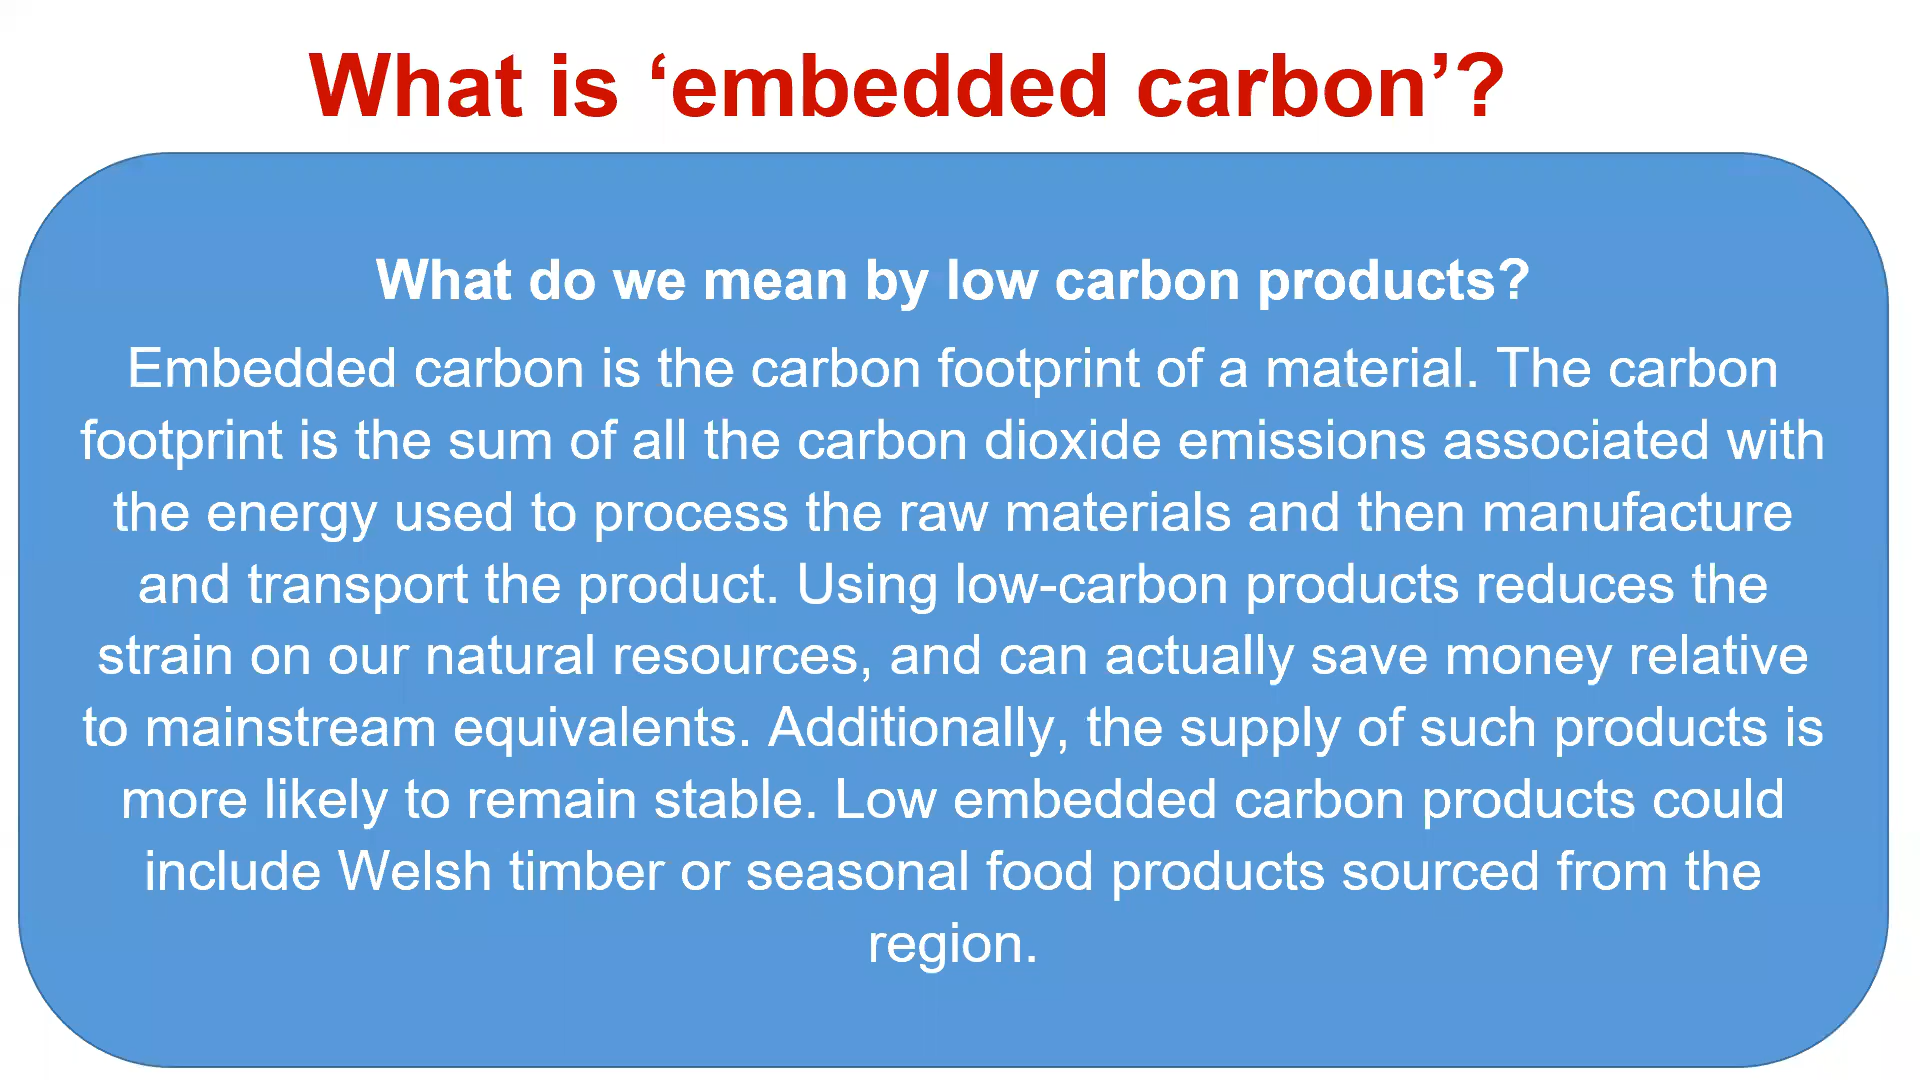 What is ‘embedded carbon’?
What do we mean by low carbon products?
Embedded carbon is the carbon footprint of a material. The carbon
footprint is the sum of all the carbon dioxide emissions associated with
the energy used to process the raw materials and then manufacture
and transport the product. Using low-carbon products reduces the
strain on our natural resources, and can actually save money relative
to mainstream equivalents. Additionally, the supply of such products is
more likely to remain stable. Low embedded carbon products could
include Welsh timber or seasonal food products sourced from the
region.